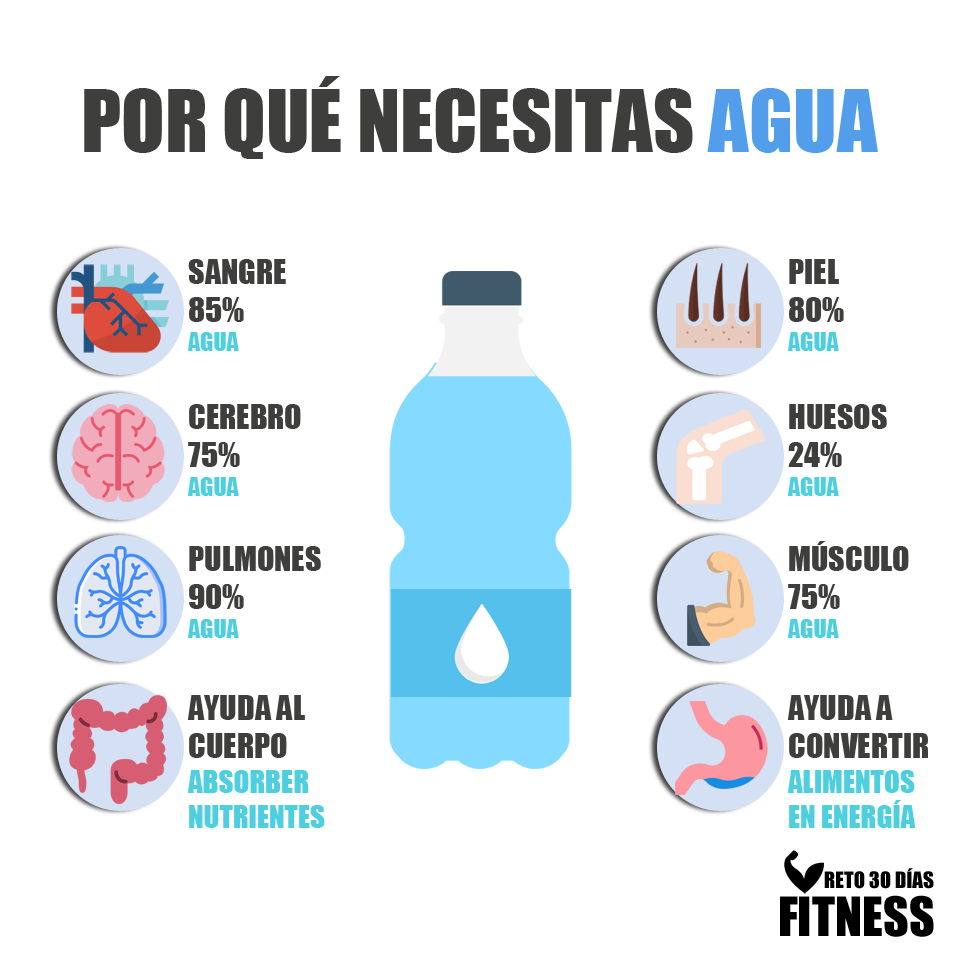 POR QUÉ NECESITAS AGUA
SANGRE
85%
AGUA
CEREBRO
75%
AGUA
PULMONES
90%
AGUA
AYUDA AL
CUERPO
ABSORBER
NUTRIENTES
PIEL
80%
AGUA
HUESOS
24%
AGUA
MÚSCULO
75%
AGUA
AYUDA A
CONVERTIR
ALIMENTOS
EN ENERGÍA
RETO 30 DÍAS
FITNESS